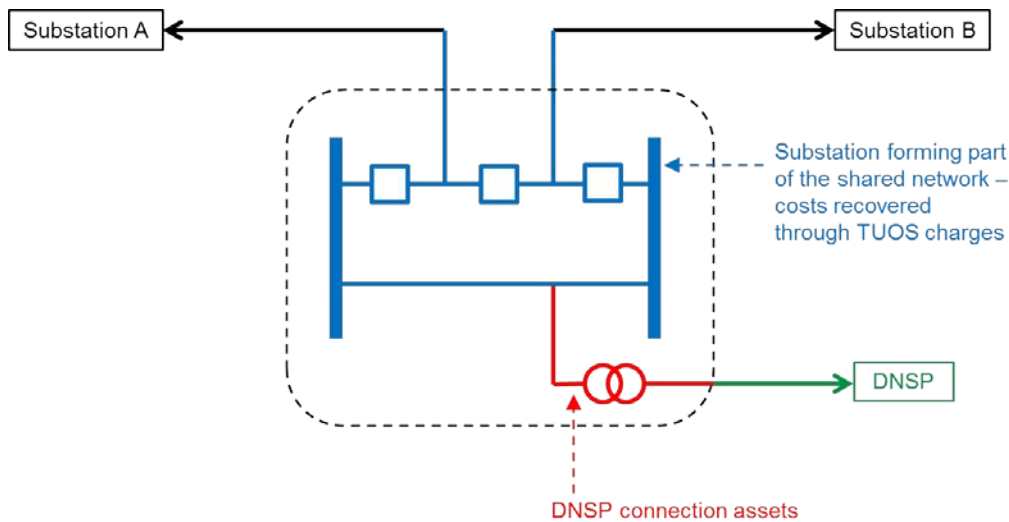 Substation A
Substation B
Substation forming part
of the shared network –
costs recovered
through TUOS charges
DNSP
DNSP connection assets